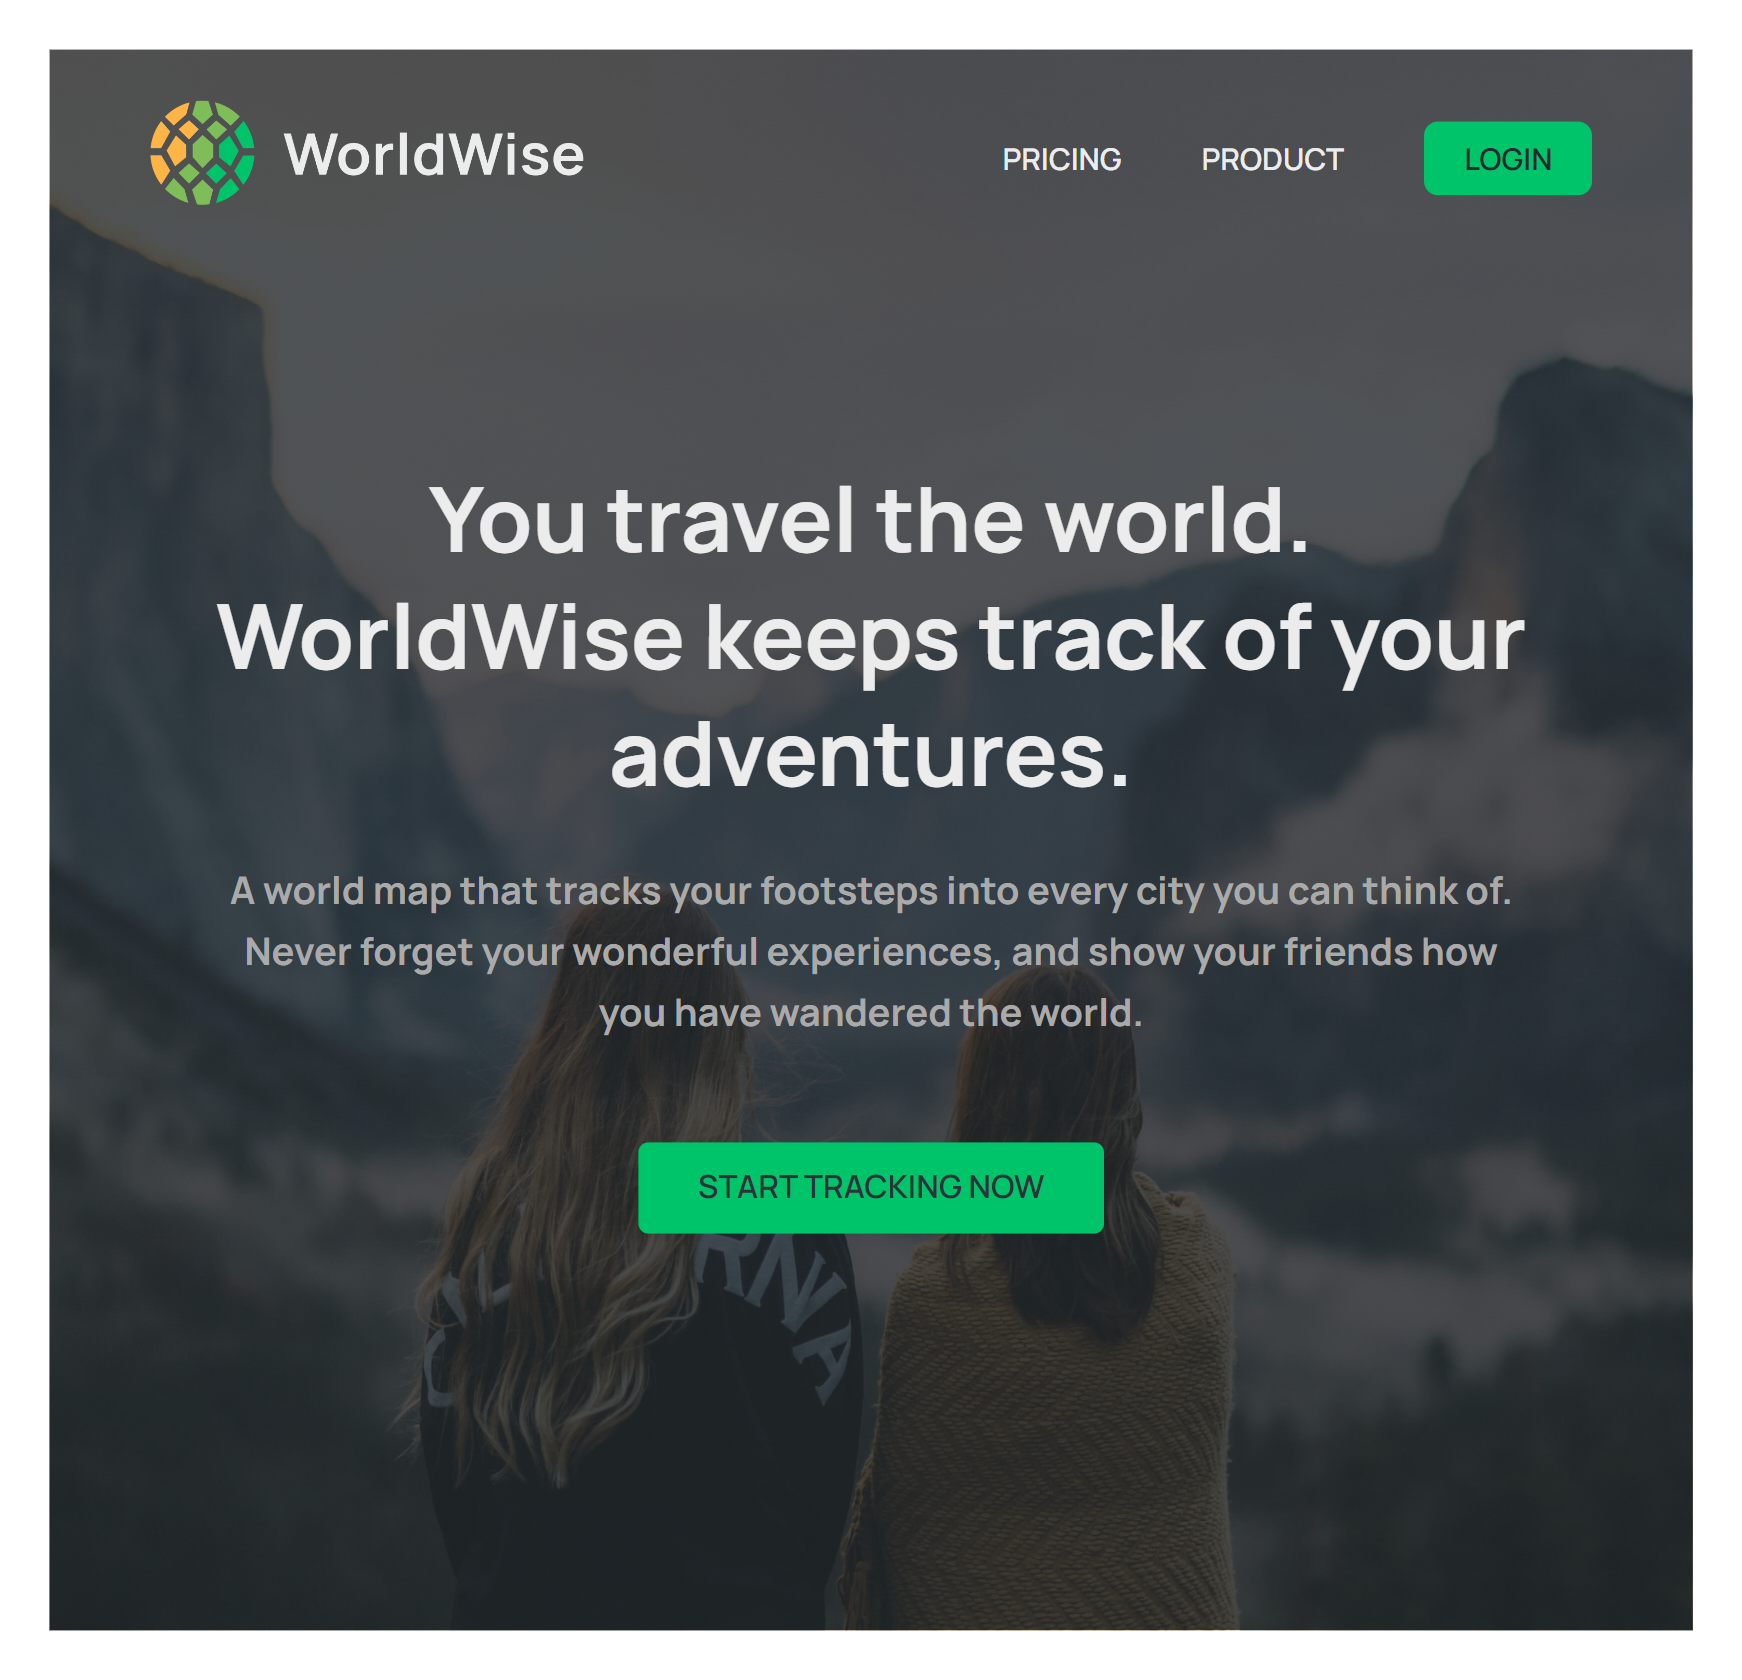 WorldWise
PRICING
PRODUCT
LOGIN
You travel the world.
WorldWise keeps track of your
adventures.
A world map that tracks your footsteps into every city you can think of.
Never forget your wonderful experiences, and show your friends how
you have wandered the world.
START TRACKING NOW